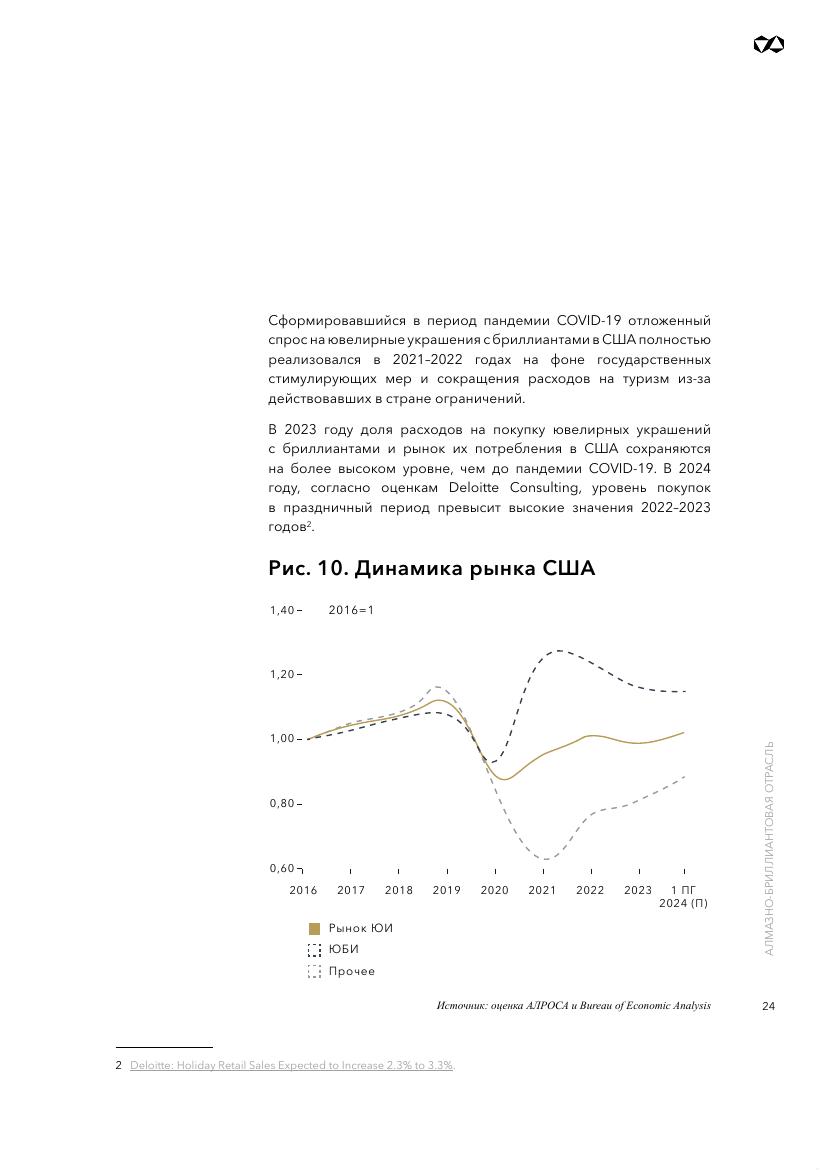 Сформировавшийся в период пандемии COVID-19 отложенный
спрос на ювелирные украшения с бриллиантами в США полностью
реализовался в 2021–2022 годах на фоне государственных
стимулирующих мер и сокращения расходов на туризм из-за
действовавших в стране ограничений.
В 2023 году доля расходов на покупку ювелирных украшений
с бриллиантами и рынок их потребления в США сохраняются
на более высоком уровне, чем до пандемии COVID-19. В 2024
году, согласно оценкам Deloitte Consulting, уровень покупок
в праздничный период превысит высокие значения 2022–2023
годов².
Рис. 10. Динамика рынка США
1,40 2016=1
1,20
1,00
0,80
0,60
2016 2017 2018 2019 2020 2021 2022 2023 1 ПГ
2024 (П)
Рынок ЮИ
ЮБИ
Прочее
Источник: оценка АЛРОСА и Bureau of Economic Analysis
АЛМАЗНО-БРИЛЛИАНТОВАЯ ОТРАСЛЬ
24
2 Deloitte: Holiday Retail Sales Expected to Increase 2.3% to 3.3%.